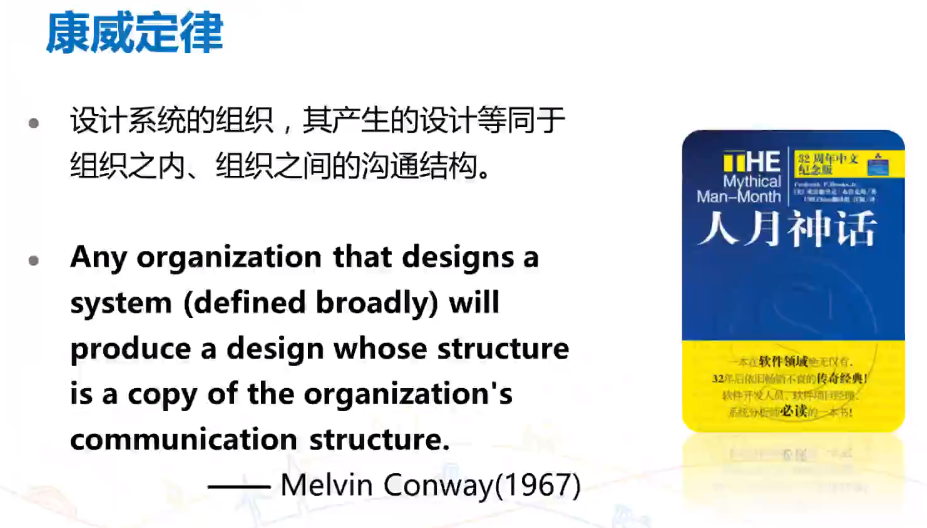 康威定律
设计系统的组织，其产生的设计等同于
组织之内、组织之间的沟通结构。
Any organization that designs a
system (defined broadly) will
produce a design whose structure
is a copy of the organization's
communication structure.
—— Melvin Conway(1967)
THE
Mythical
Man-Month
32周年中文
纪念版
Frederick P. Brooks, Jr.
人月神话
一本在软件领域绝无仅有、
32年后依旧畅销不衰的传奇经典!
软件开发人员、软件项目经理、
系统分析师必读的一本书!